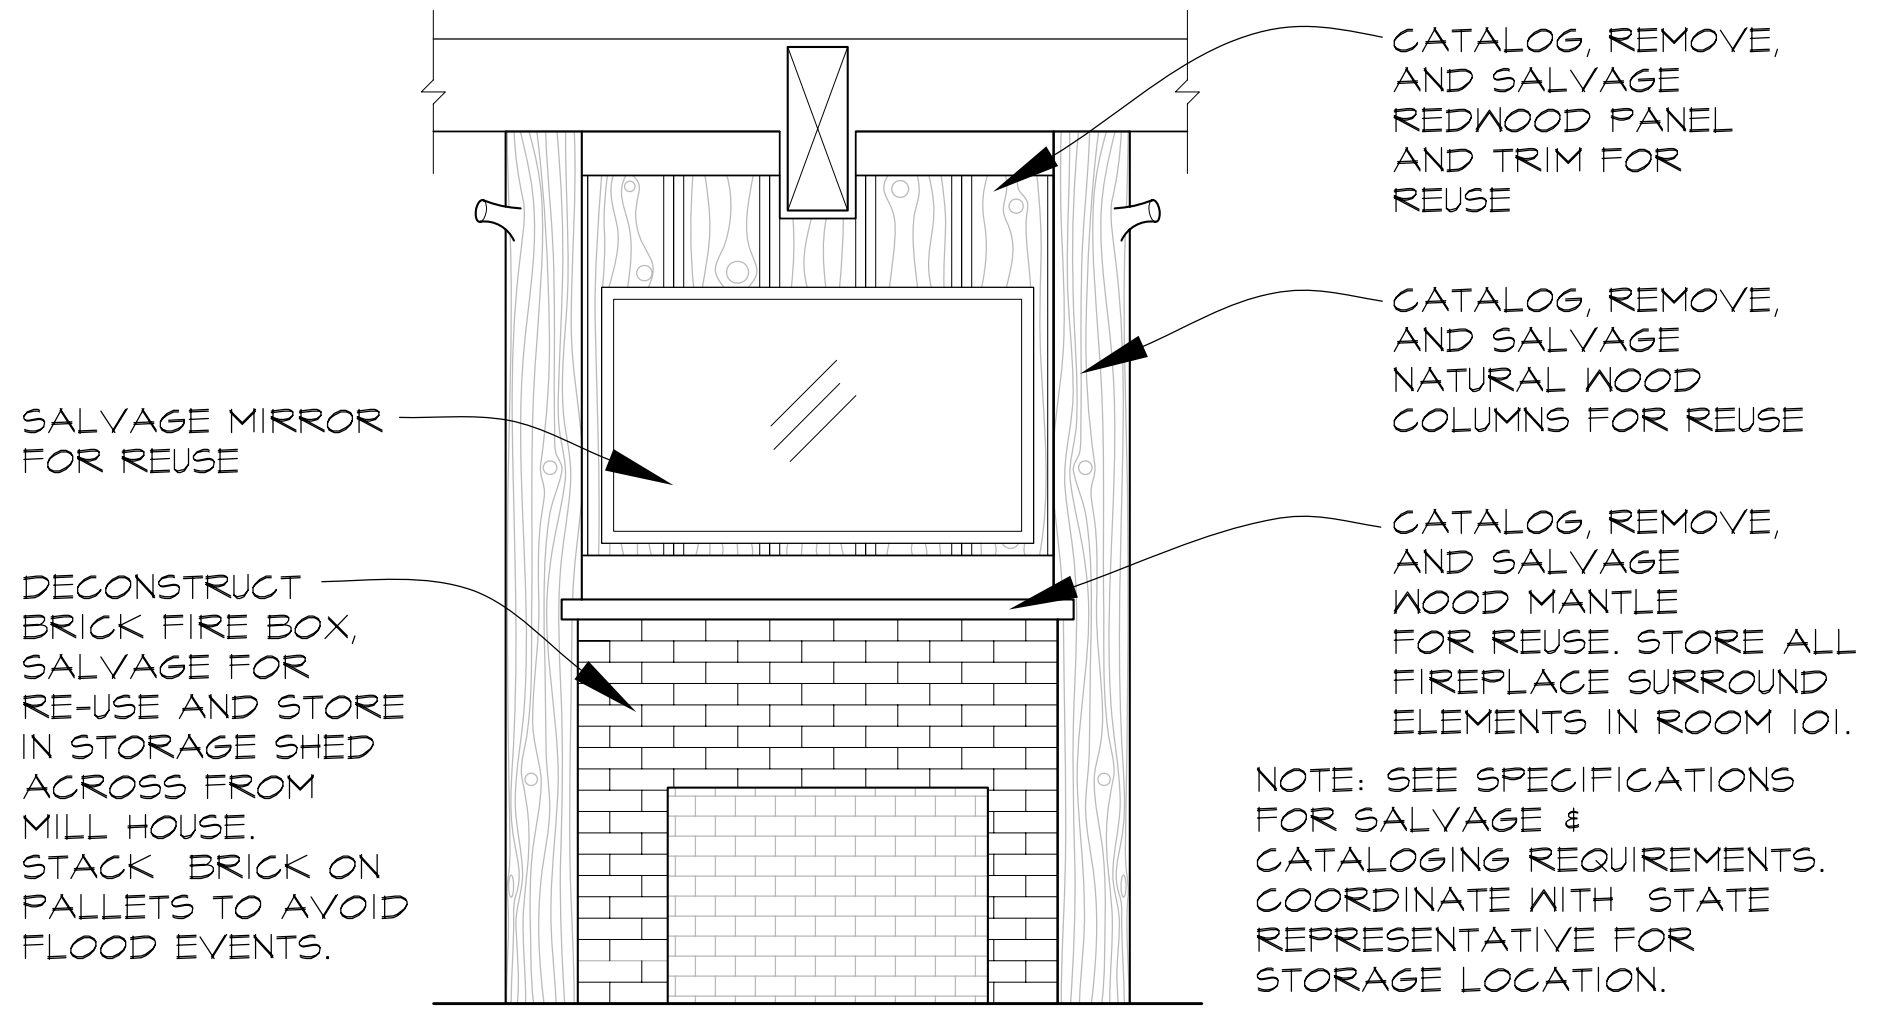 CATALOG, REMOVE,
AND SALVAGE
REDWOOD PANEL
AND TRIM FOR
REUSE
CATALOG, REMOVE,
AND SALVAGE
NATURAL WOOD
COLUMNS FOR REUSE
SALVAGE MIRROR
FOR REUSE
CATALOG, REMOVE,
AND SALVAGE
WOOD MANTLE
FOR REUSE. STORE ALL
FIREPLACE SURROUND
ELEMENTS IN ROOM 101.
DECONSTRUCT
BRICK FIRE BOX,
SALVAGE FOR
RE-USE AND STORE
IN STORAGE SHED
ACROSS FROM
MILL HOUSE.
STACK  BRICK ON
PALLETS TO AVOID
FLOOD EVENTS.
NOTE: SEE SPECIFICATIONS
FOR SALVAGE &
CATALOGING REQUIREMENTS.
COORDINATE WITH  STATE
REPRESENTATIVE FOR
STORAGE LOCATION.